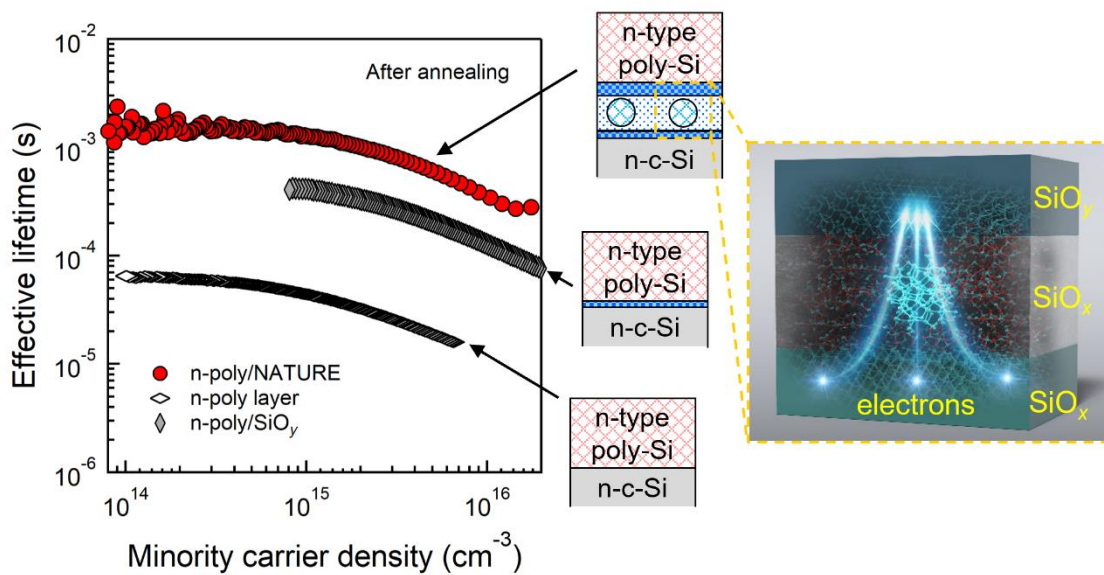 Effective lifetime (s)
10⁻²
10⁻³
10⁻⁴
10⁻⁵
10⁻⁶
After annealing
n-poly/NATURE
n-poly layer
n-poly/SiOᵧ
10¹⁴
10¹⁵
10¹⁶
Minority carrier density (cm⁻³)
n-type
poly-Si
n-c-Si
n-type
poly-Si
n-c-Si
n-type
poly-Si
n-c-Si
SiOᵧ
SiOₓ
SiOₓ
electrons